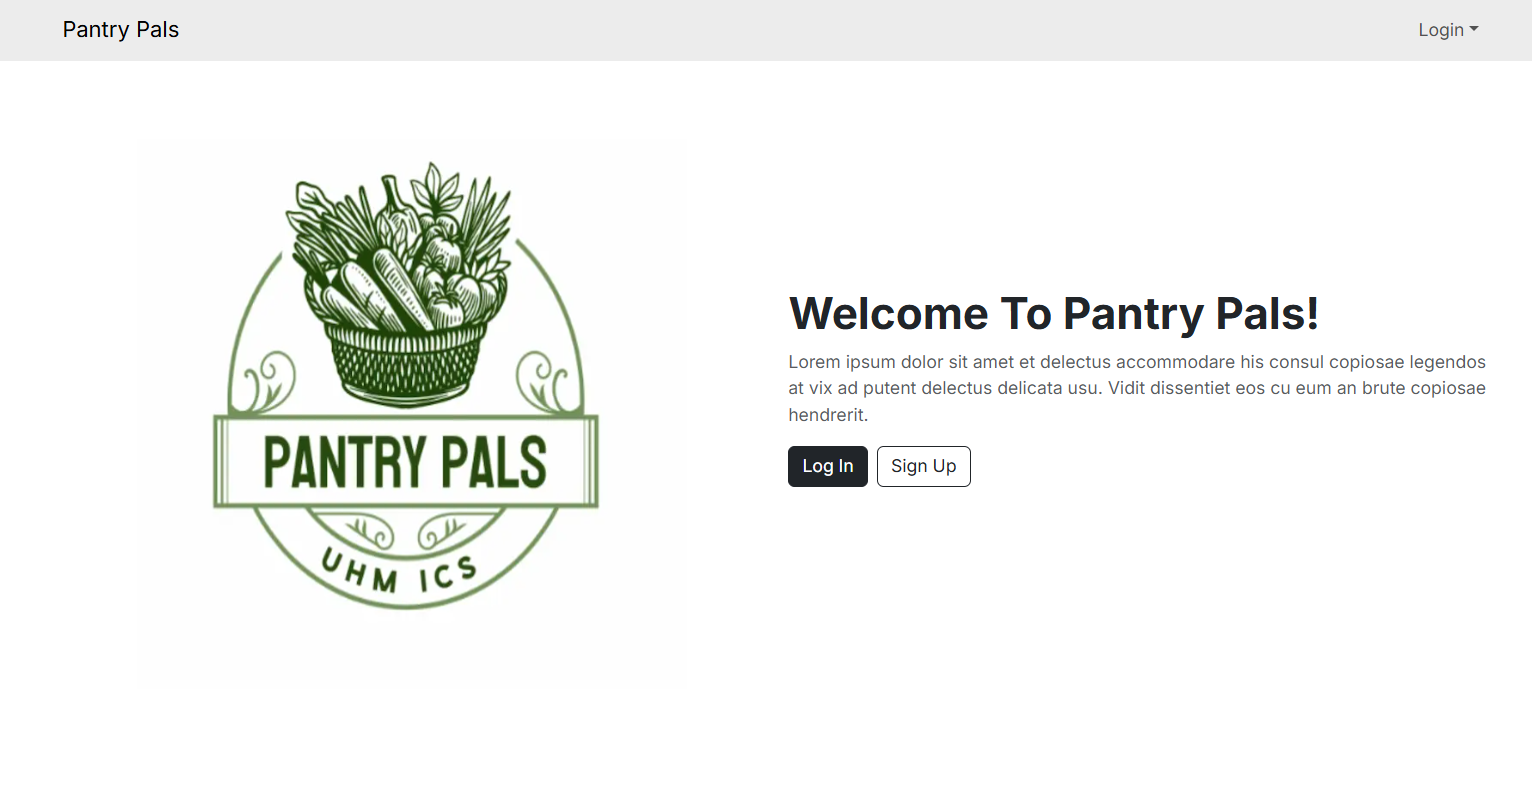 Pantry Pals
Login
PANTRY PALS
UHM ICS
Welcome To Pantry Pals!
Lorem ipsum dolor sit amet et delectus accommodare his consul copiosae legendos
at vix ad putent delectus delicata usu. Vidit dissentiet eos cu eum an brute copiosae
hendrerit.
Log In
Sign Up